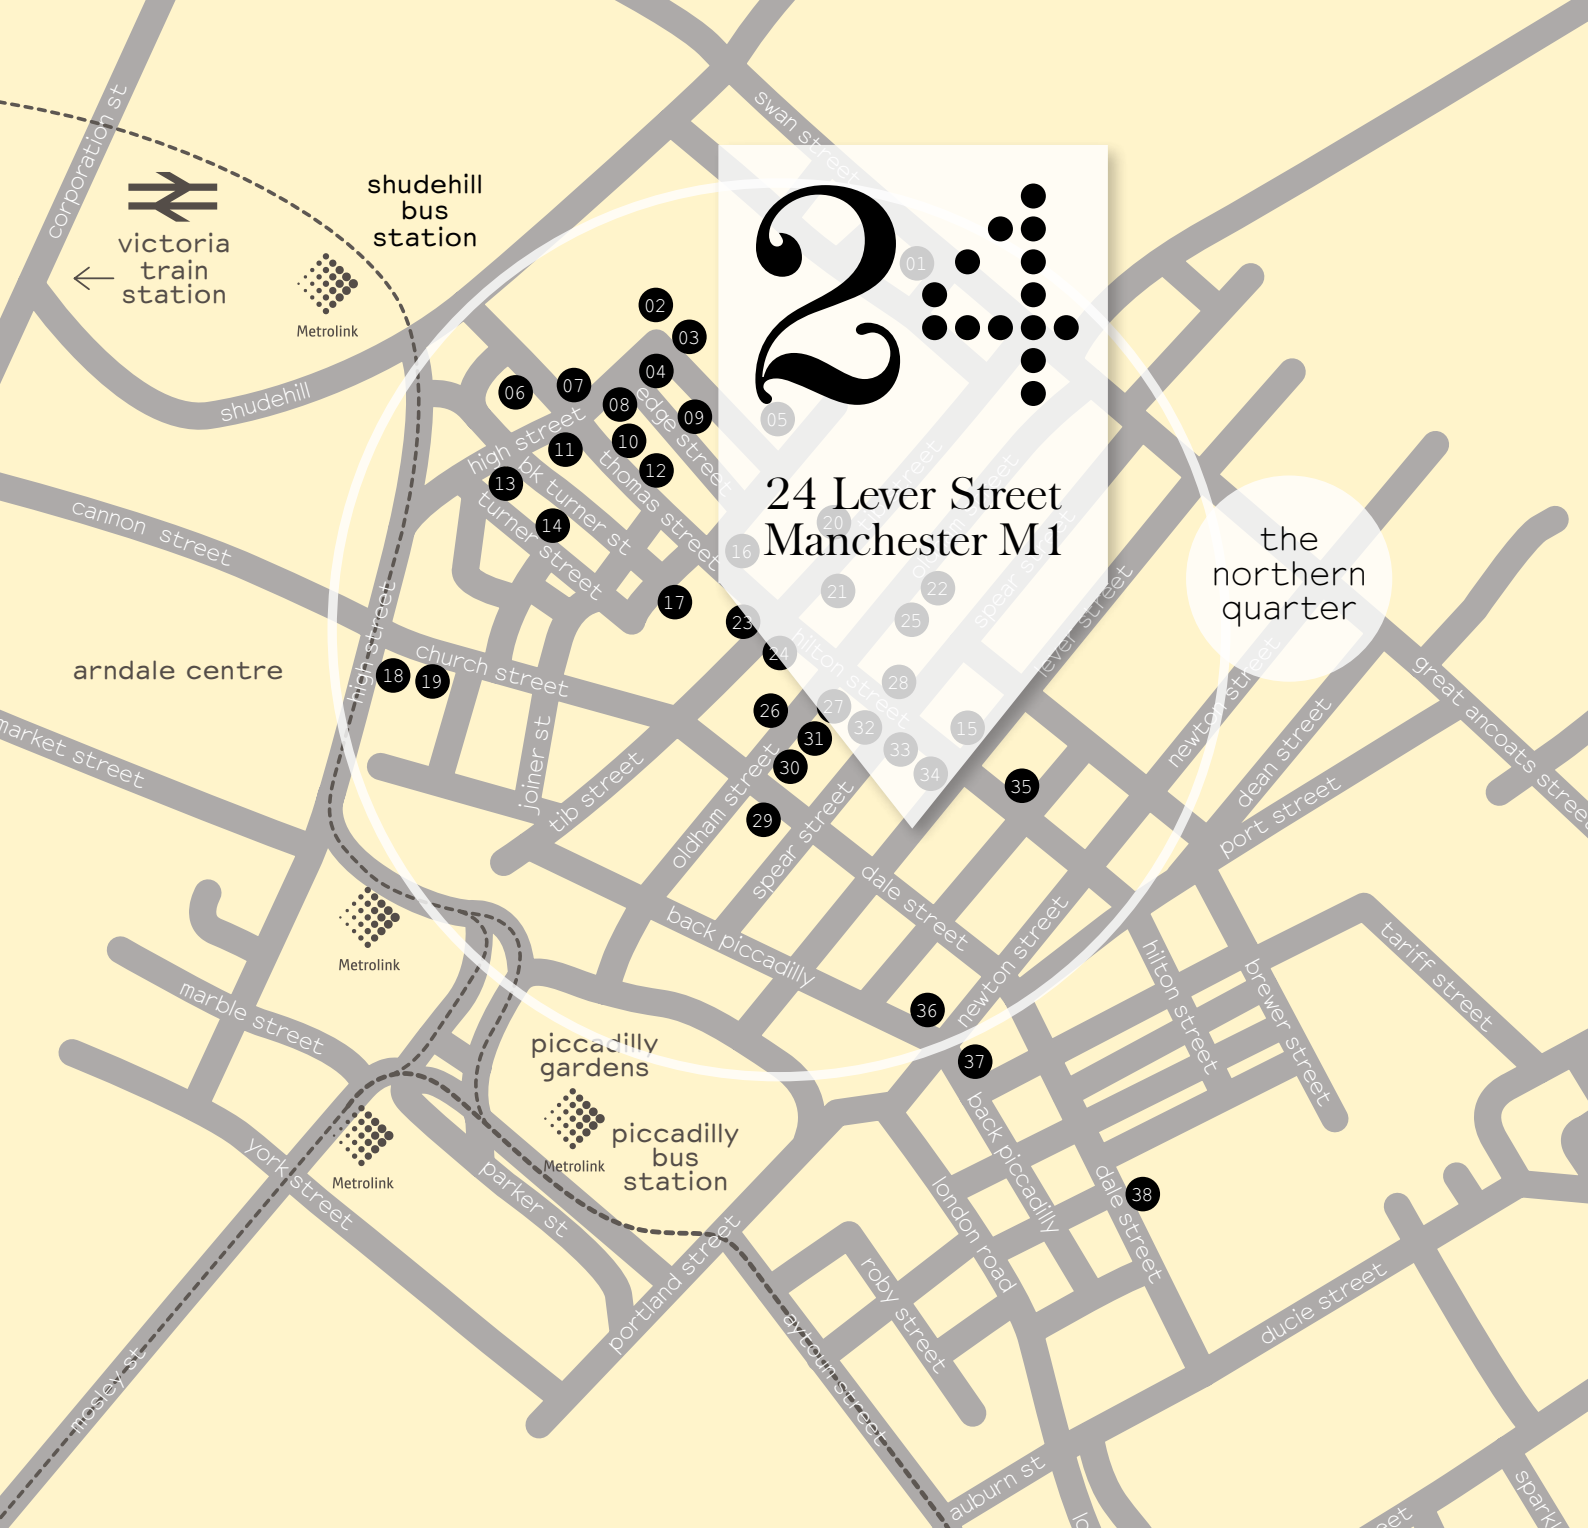 corporation st
victoria
train
station
Metrolink
shudehill
bus
station
shudehill
swan street
24
24 Lever Street
Manchester M1
01
02
03
04
05
06
07
08
09
10
11
12
13
14
15
16
17
18
19
20
21
22
23
24
25
26
27
28
29
30
31
32
33
34
35
36
37
38
edge street
high street
bk turner st
thomas street
turner street
cannon street
church street
high street
arndale centre
market street
joiner st
tib street
oldham street
spear street
hilton street
spear street
lever street
the
northern
quarter
newton street
dean street
port street
great ancoats street
dale street
back piccadilly
newton street
hilton street
brewer street
tariff street
Metrolink
marble street
york street
Metrolink
mosley st
parker st
piccadilly
gardens
Metrolink
piccadilly
bus
station
portland street
back piccadilly
london road
dale street
roby street
aytoun street
ducie street
auburn st